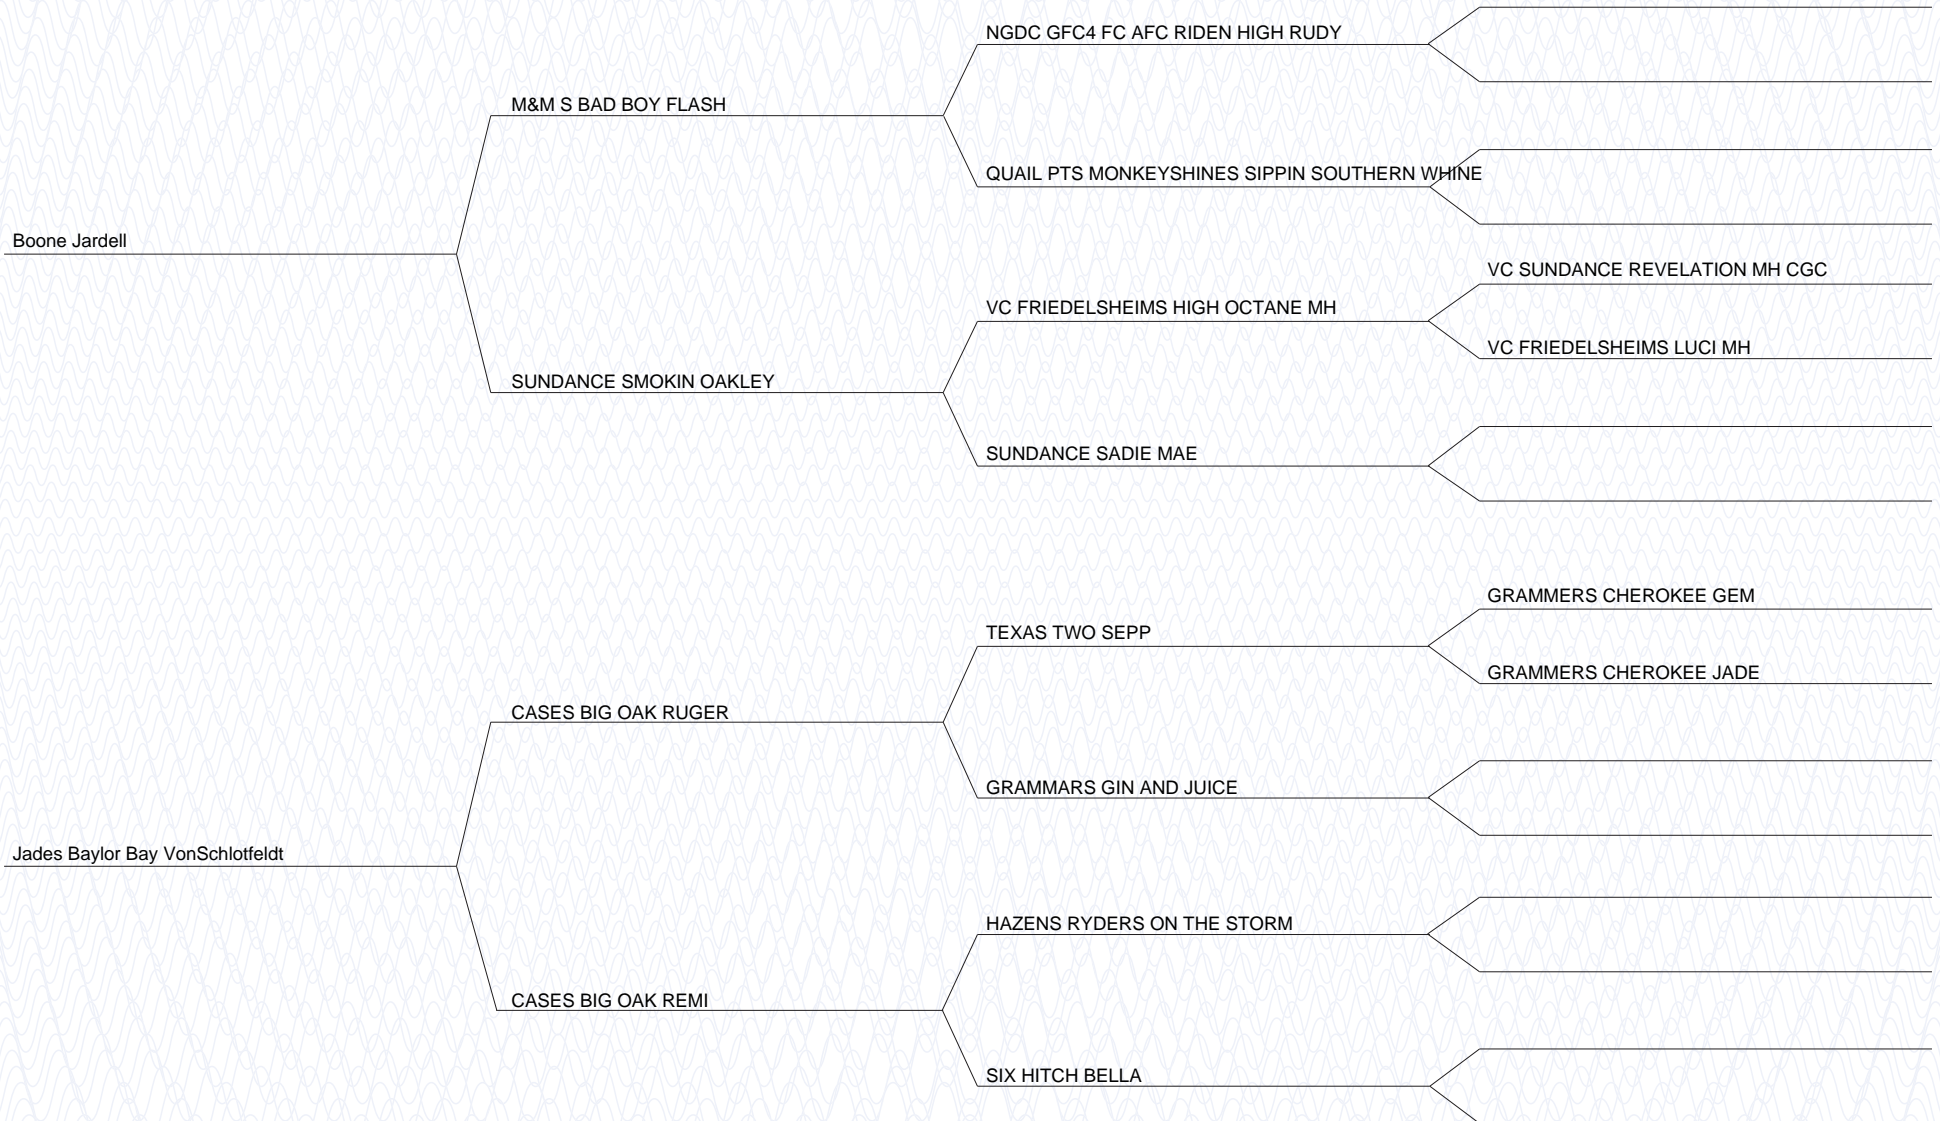 NGDC GFC4 FC AFC RIDEN HIGH RUDY
M&M S BAD BOY FLASH
QUAIL PTS MONKEYSHINES SIPPIN SOUTHERN WHINE
Boone Jardell
VC SUNDANCE REVELATION MH CGC
VC FRIEDELSHEIMS HIGH OCTANE MH
VC FRIEDELSHEIMS LUCI MH
SUNDANCE SMOKIN OAKLEY
SUNDANCE SADIE MAE
GRAMMERS CHEROKEE GEM
TEXAS TWO SEPP
GRAMMERS CHEROKEE JADE
CASES BIG OAK RUGER
GRAMMARS GIN AND JUICE
Jades Baylor Bay VonSchlotfeldt
HAZENS RYDERS ON THE STORM
CASES BIG OAK REMI
SIX HITCH BELLA